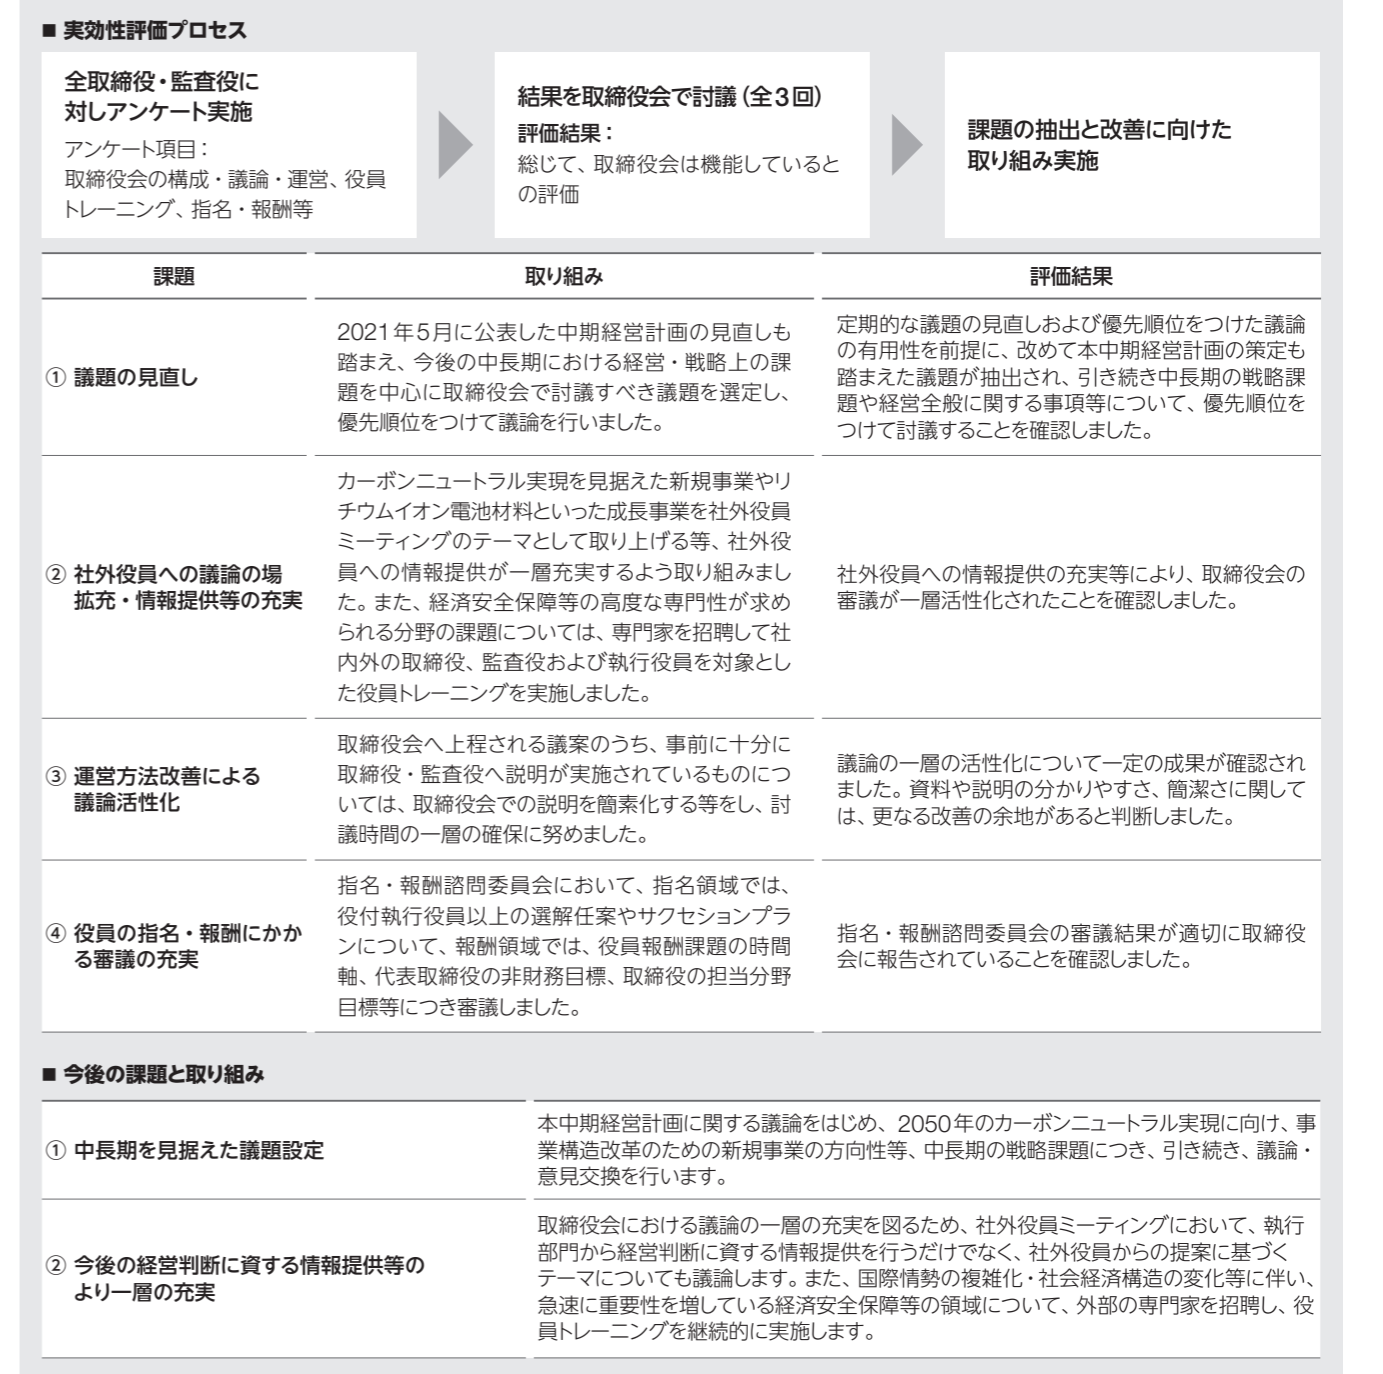 ■ 実効性評価プロセス
全取締役・監査役に
対しアンケート実施
アンケート項目：
取締役会の構成・議論・運営、役員
トレーニング、指名・報酬等
結果を取締役会で討議（全3回）
評価結果：
総じて、取締役会は機能していると
の評価
課題の抽出と改善に向けた
取り組み実施
課題
取り組み
評価結果
① 議題の見直し
2021年5月に公表した中期経営計画の見直しも
踏まえ、今後の中長期における経営・戦略上の課
題を中心に取締役会で討議すべき議題を選定し、
優先順位をつけて議論を行いました。
定期的な議題の見直しおよび優先順位をつけた議論
の有用性を前提に、改めて本中期経営計画の策定も
踏まえた議題が抽出され、引き続き中長期の戦略課
題や経営全般に関する事項等について、優先順位を
つけて討議することを確認しました。
② 社外役員への議論の場
拡充・情報提供等の充実
カーボンニュートラル実現を見据えた新規事業やリ
チウムイオン電池材料といった成長事業を社外役員
ミーティングのテーマとして取り上げる等、社外役
員への情報提供が一層充実するよう取り組みまし
た。また、経済安全保障等の高度な専門性が求め
られる分野の課題については、専門家を招聘して社
内外の取締役、監査役および執行役員を対象とし
た役員トレーニングを実施しました。
社外役員への情報提供の充実等により、取締役会の
審議が一層活性化されたことを確認しました。
③ 運営方法改善による
議論活性化
取締役会へ上程される議案のうち、事前に十分に
取締役・監査役へ説明が実施されているものにつ
いては、取締役会での説明を簡素化する等をし、討
議時間の一層の確保に努めました。
議論の一層の活性化について一定の成果が確認され
ました。資料や説明の分かりやすさ、簡潔さに関して
は、更なる改善の余地があると判断しました。
④ 役員の指名・報酬にかか
る審議の充実
指名・報酬諮問委員会において、指名領域では、
役付執行役員以上の選解任案やサクセションプラ
ンについて、報酬領域では、役員報酬課題の時間
軸、代表取締役の非財務目標、取締役の担当分野
目標等につき審議しました。
指名・報酬諮問委員会の審議結果が適切に取締役
会に報告されていることを確認しました。
■ 今後の課題と取り組み
① 中長期を見据えた議題設定
本中期経営計画に関する議論をはじめ、2050年のカーボンニュートラル実現に向け、事
業構造改革のための新規事業の方向性等、中長期の戦略課題につき、引き続き、議論・
意見交換を行います。
② 今後の経営判断に資する情報提供等の
より一層の充実
取締役会における議論の一層の充実を図るため、社外役員ミーティングにおいて、執行
部門から経営判断に資する情報提供を行うだけでなく、社外役員からの提案に基づく
テーマについても議論します。また、国際情勢の複雑化・社会経済構造の変化等に伴い、
急速に重要性を増している経済安全保障等の領域について、外部の専門家を招聘し、役
員トレーニングを継続的に実施します。